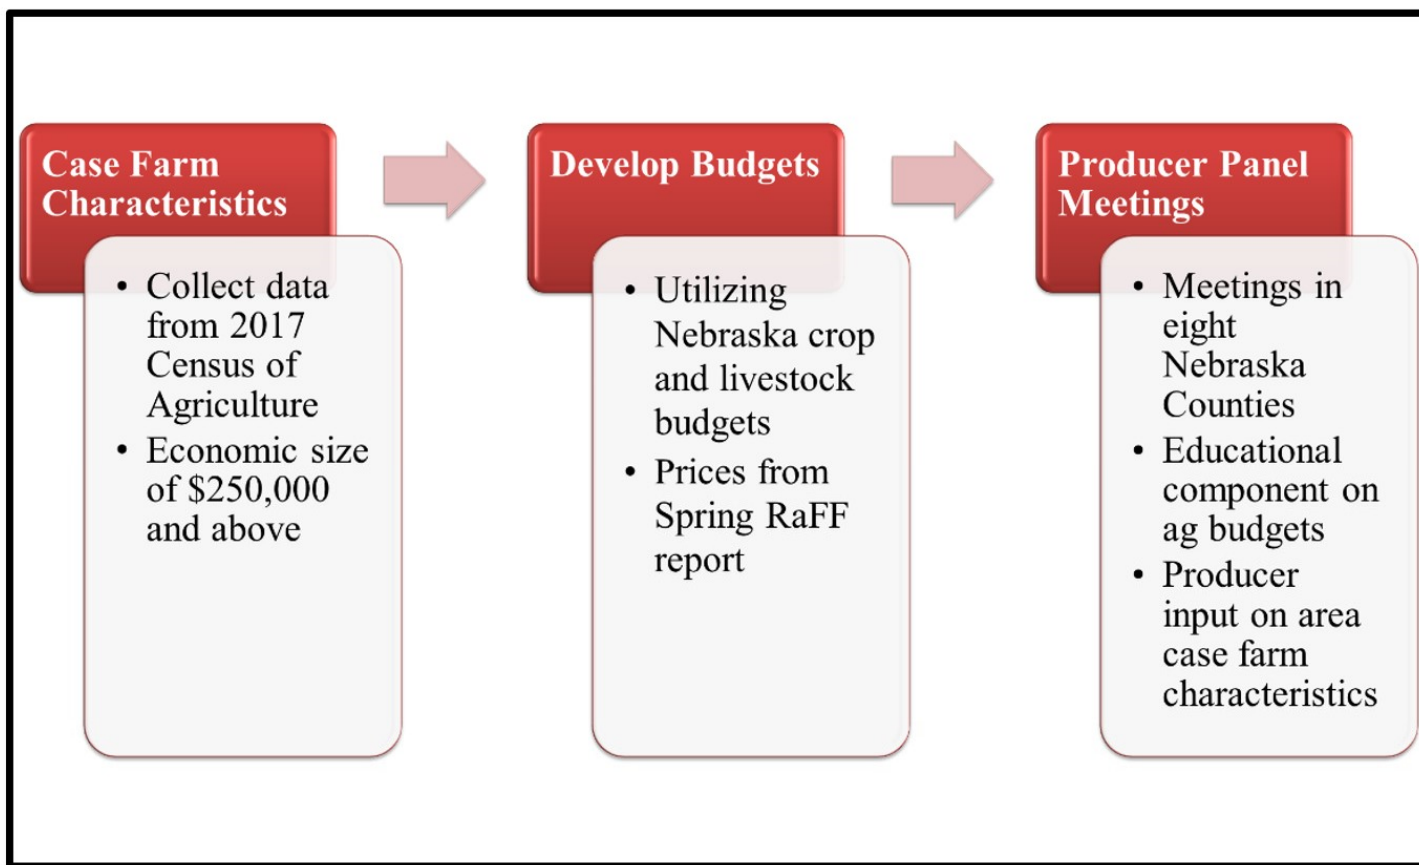 Case Farm
Characteristics
• Collect data
from 2017
Census of
Agriculture
• Economic size
of $250,000
and above
Develop Budgets
• Utilizing
Nebraska crop
and livestock
budgets
• Prices from
Spring RaFF
report
Producer Panel
Meetings
• Meetings in
eight
Nebraska
Counties
• Educational
component on
ag budgets
• Producer
input on area
case farm
characteristics